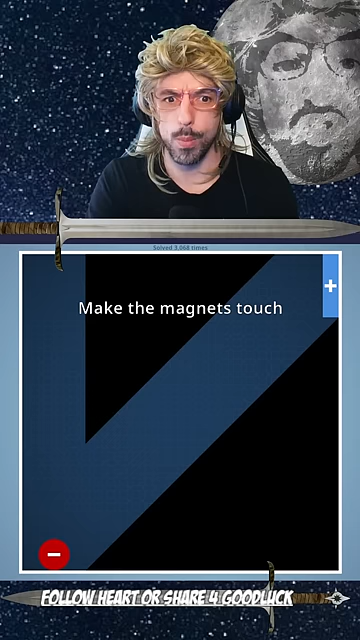 Solved 3,068 times
Make the magnets touch
+
−
FOLLOW HEART OR SHARE 4 GOODLUCK